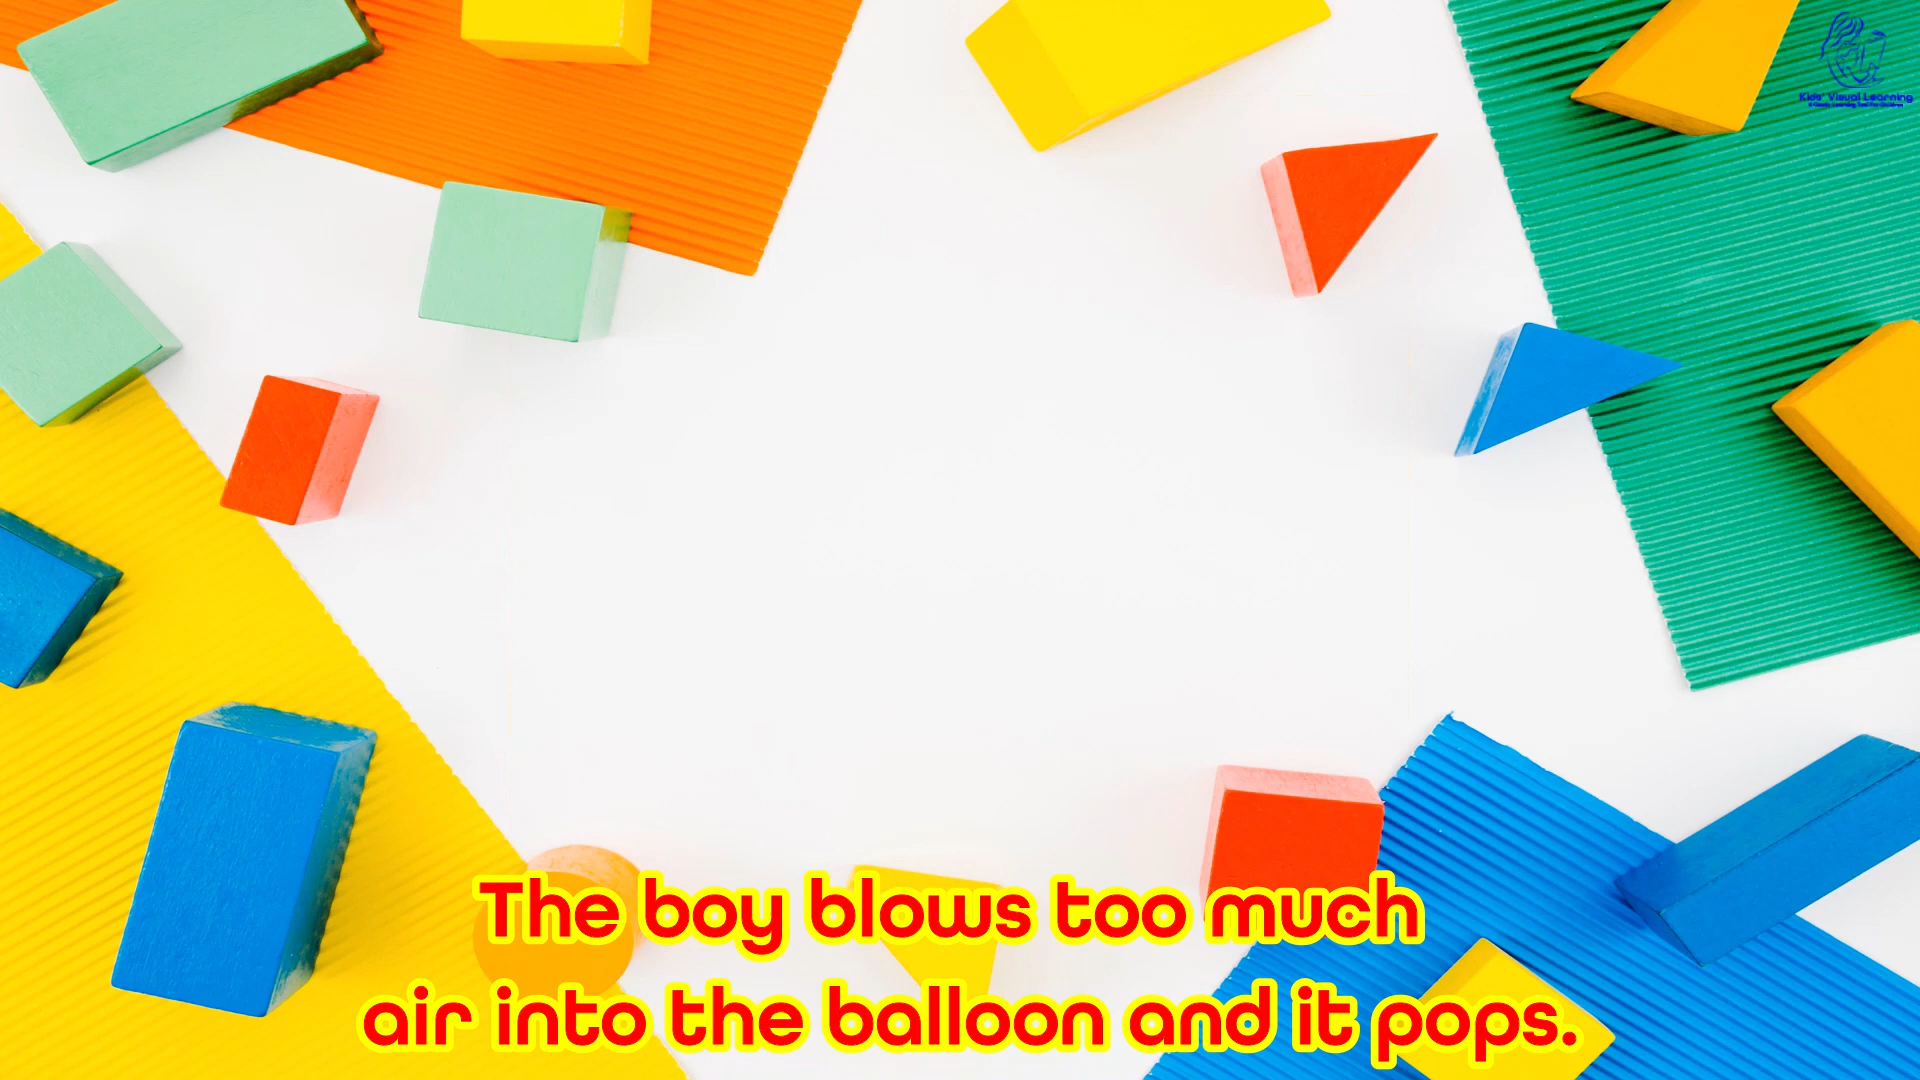 Kids' Visual Learning
The boy blows too much
air into the balloon and it pops.